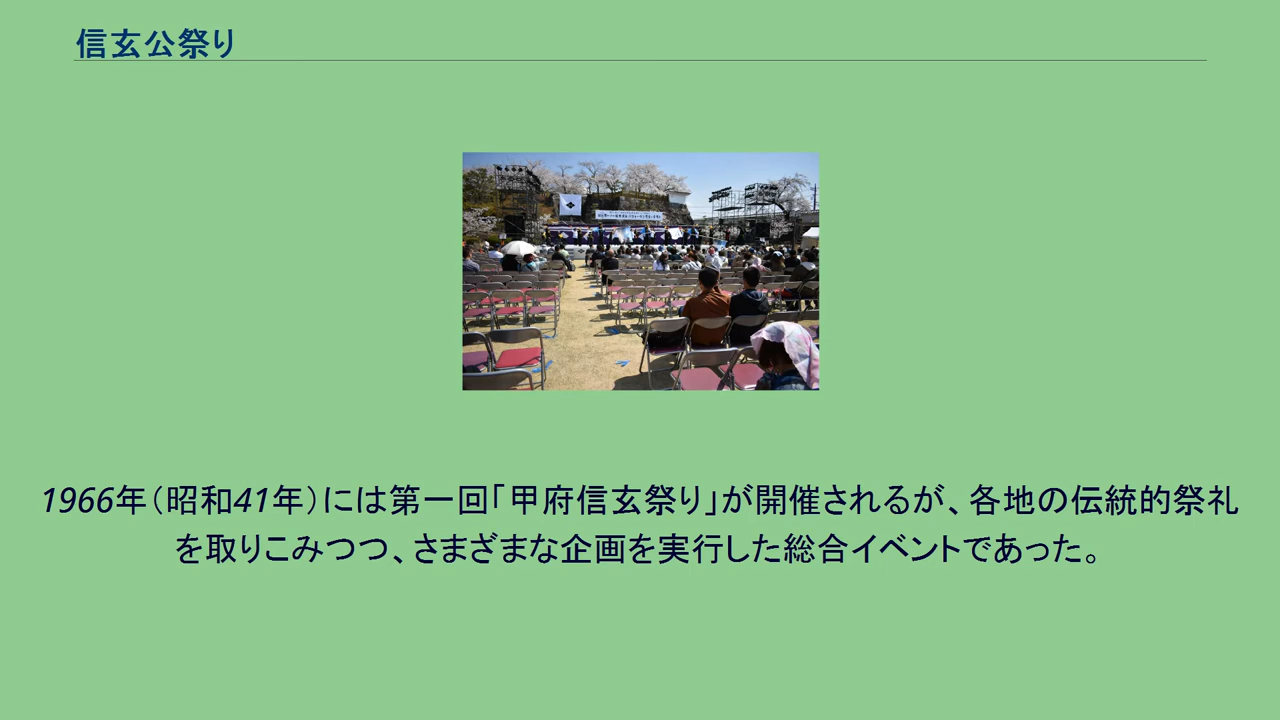 信玄公祭り
1966年（昭和41年）には第一回「甲府信玄祭り」が開催されるが、各地の伝統的祭礼
を取りこみつつ、さまざまな企画を実行した総合イベントであった。